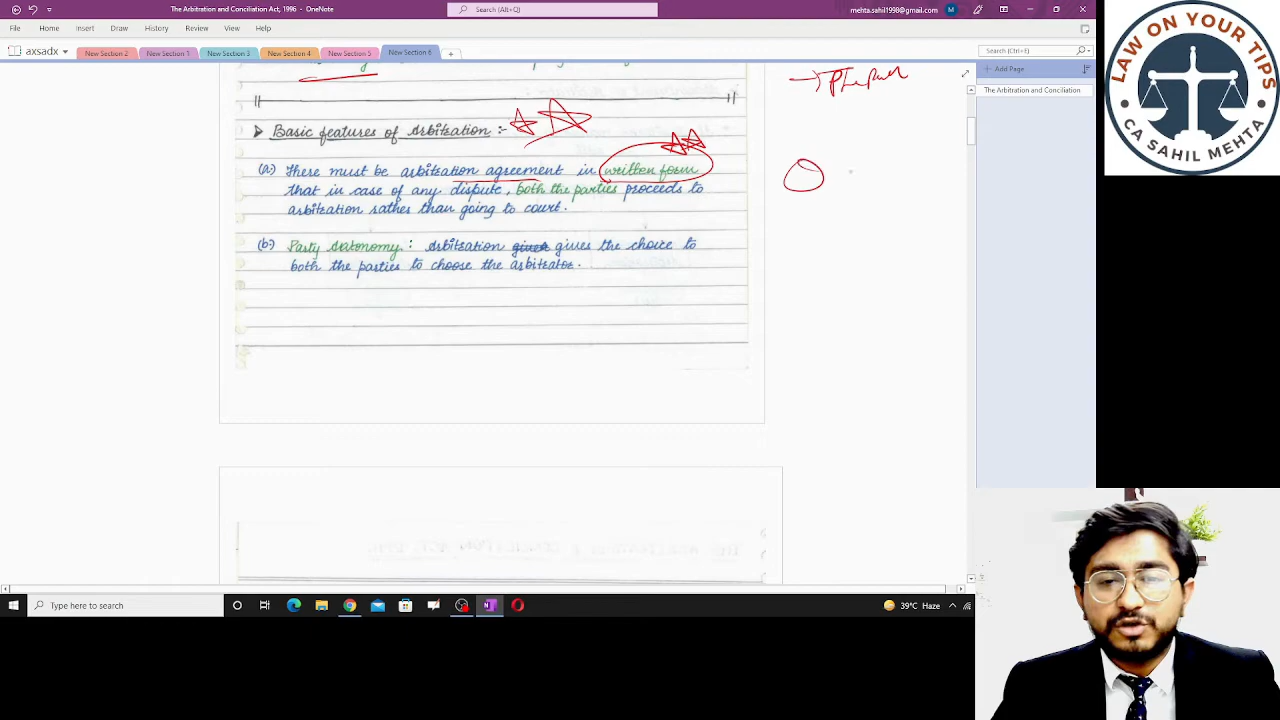 The Arbitration and Conciliation Act, 1996 - OneNote
Search (Alt+Q)
mehta.sahil1998@gmail.com
M
File Home Insert Draw History Review View Help
axsadx
New Section 2
New Section 1
New Section 3
New Section 4
New Section 5
New Section 6
Search (Ctrl+E)
Add Page
The Arbitration and Conciliation
Basic features of Arbitration :-
(a) There must be arbitration agreement in written form
that in case of any dispute, both the parties proceeds to
arbitration rather than going to court.
(b) Party Autonomy : Arbitration gives the choice to
both the parties to choose the arbitrator.
LAW ON YOUR TIPS
CA SAHIL MEHTA
Type here to search
39°C Haze